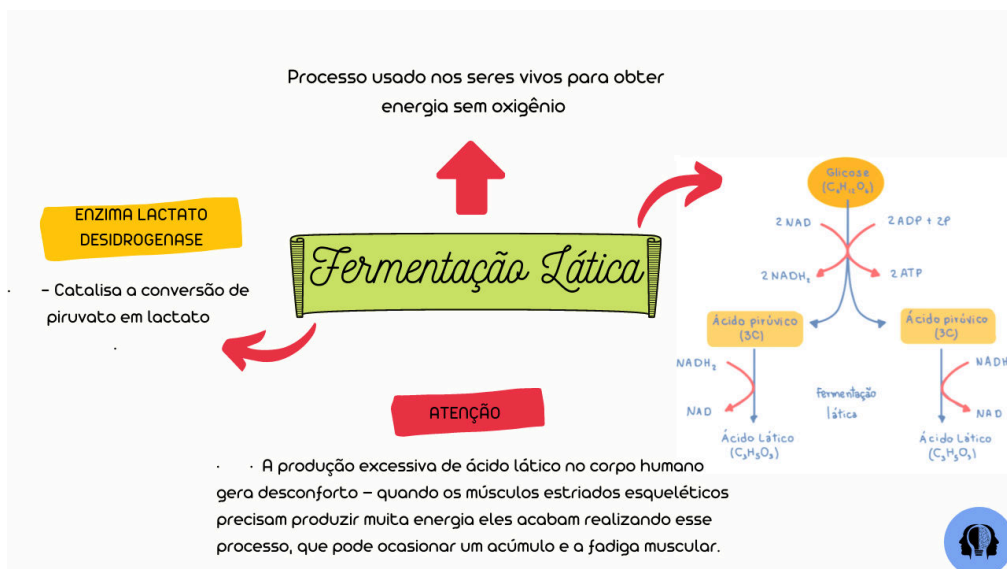 Processo usado nos seres vivos para obter
energia sem oxigênio
ENZIMA LACTATO
DESIDROGENASE
- Catalisa a conversão de
piruvato em lactato
Fermentação Lática
Glicose
(C₆H₁₂O₆)
2 NAD
2 ADP + 2P
2 NADH₂
2 ATP
Ácido pirúvico
(3C)
Ácido pirúvico
(3C)
NADH₂
NADH
Fermentação
lática
NAD
NAD
Ácido Lático
(C₃H₅O₃)
Ácido Lático
(C₃H₅O₃)
ATENÇÃO
· · A produção excessiva de ácido lático no corpo humano
gera desconforto – quando os músculos estriados esqueléticos
precisam produzir muita energia eles acabam realizando esse
processo, que pode ocasionar um acúmulo e a fadiga muscular.